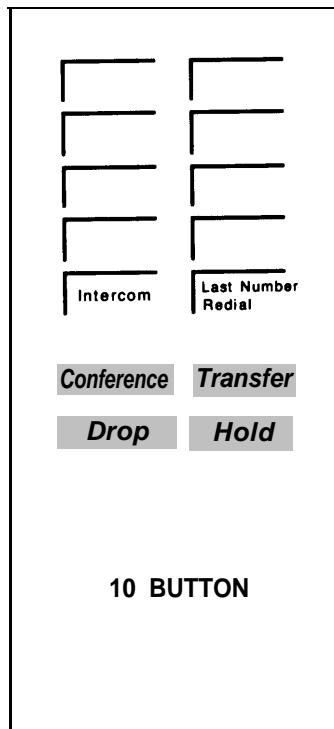 Intercom
Last Number
Redial
Conference Transfer
Drop Hold
10 BUTTON